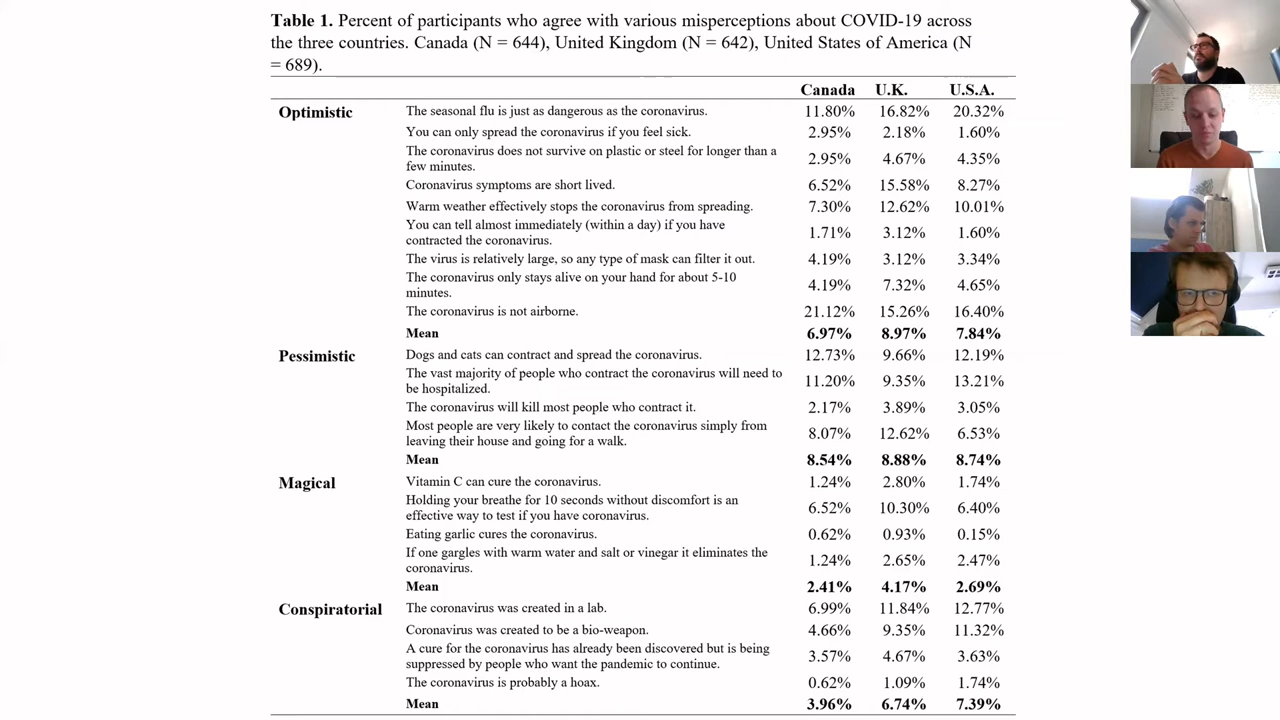 Table 1. Percent of participants who agree with various misperceptions about COVID-19 across
the three countries. Canada (N = 644), United Kingdom (N = 642), United States of America (N
= 689).
Canada U.K. U.S.A.
Optimistic The seasonal flu is just as dangerous as the coronavirus. 11.80% 16.82% 20.32%
You can only spread the coronavirus if you feel sick. 2.95% 2.18% 1.60%
The coronavirus does not survive on plastic or steel for longer than a
few minutes. 2.95% 4.67% 4.35%
Coronavirus symptoms are short lived. 6.52% 15.58% 8.27%
Warm weather effectively stops the coronavirus from spreading. 7.30% 12.62% 10.01%
You can tell almost immediately (within a day) if you have
contracted the coronavirus. 1.71% 3.12% 1.60%
The virus is relatively large, so any type of mask can filter it out. 4.19% 3.12% 3.34%
The coronavirus only stays alive on your hand for about 5-10
minutes. 4.19% 7.32% 4.65%
The coronavirus is not airborne. 21.12% 15.26% 16.40%
Mean 6.97% 8.97% 7.84%
Pessimistic Dogs and cats can contract and spread the coronavirus. 12.73% 9.66% 12.19%
The vast majority of people who contract the coronavirus will need to
be hospitalized. 11.20% 9.35% 13.21%
The coronavirus will kill most people who contract it. 2.17% 3.89% 3.05%
Most people are very likely to contact the coronavirus simply from
leaving their house and going for a walk. 8.07% 12.62% 6.53%
Mean 8.54% 8.88% 8.74%
Magical Vitamin C can cure the coronavirus. 1.24% 2.80% 1.74%
Holding your breathe for 10 seconds without discomfort is an
effective way to test if you have coronavirus. 6.52% 10.30% 6.40%
Eating garlic cures the coronavirus. 0.62% 0.93% 0.15%
If one gargles with warm water and salt or vinegar it eliminates the
coronavirus. 1.24% 2.65% 2.47%
Mean 2.41% 4.17% 2.69%
Conspiratorial The coronavirus was created in a lab. 6.99% 11.84% 12.77%
Coronavirus was created to be a bio-weapon. 4.66% 9.35% 11.32%
A cure for the coronavirus has already been discovered but is being
suppressed by people who want the pandemic to continue. 3.57% 4.67% 3.63%
The coronavirus is probably a hoax. 0.62% 1.09% 1.74%
Mean 3.96% 6.74% 7.39%